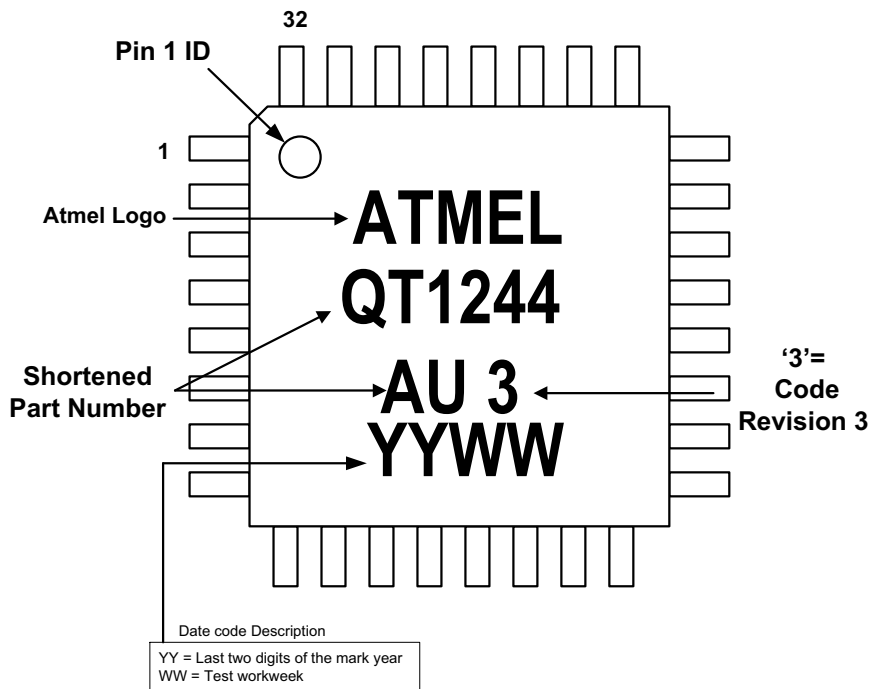 32
Pin 1 ID
1
Atmel Logo
ATMEL
QT1244
Shortened
Part Number
AU 3
‘3’=
Code
Revision 3
YYWW
Date code Description
YY = Last two digits of the mark year
WW = Test workweek